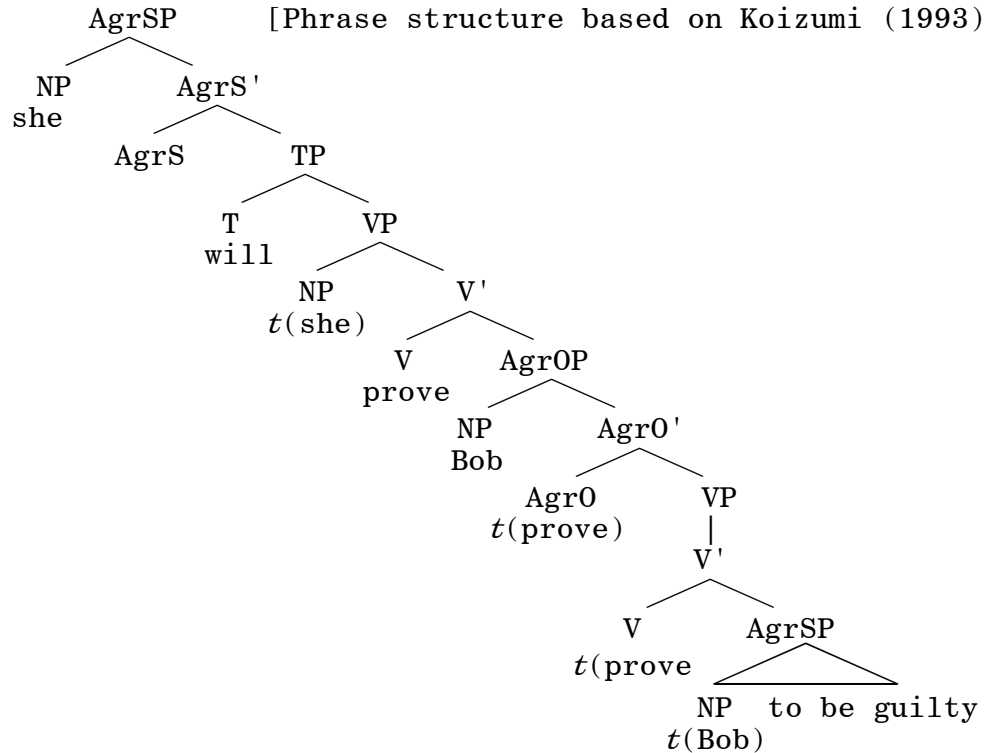 AgrSP [Phrase structure based on Koizumi (1993)
NP AgrS'
she
AgrS TP
T VP
will
NP V'
t(she)
V AgrOP
prove
NP AgrO'
Bob
AgrO VP
t(prove)
V'
V AgrSP
t(prove
NP to be guilty
t(Bob)